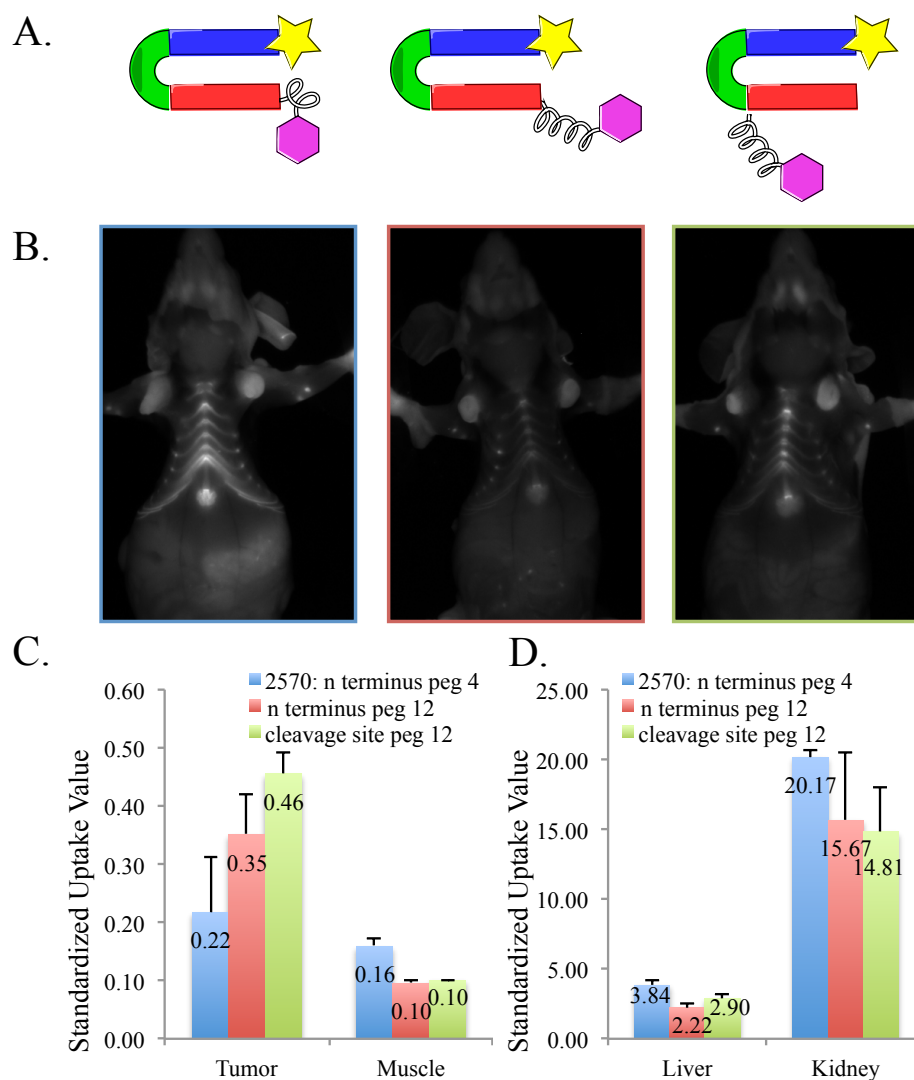 A.
B.
C.
2570: n terminus peg 4
n terminus peg 12
cleavage site peg 12
Standardized Uptake Value
0.60
0.50
0.40
0.30
0.20
0.10
0.00
0.22
0.35
0.46
0.16
0.10
0.10
Tumor
Muscle
D.
2570: n terminus peg 4
n terminus peg 12
cleavage site peg 12
Standardized Uptake Value
25.00
20.00
15.00
10.00
5.00
0.00
3.84
2.22
2.90
20.17
15.67
14.81
Liver
Kidney